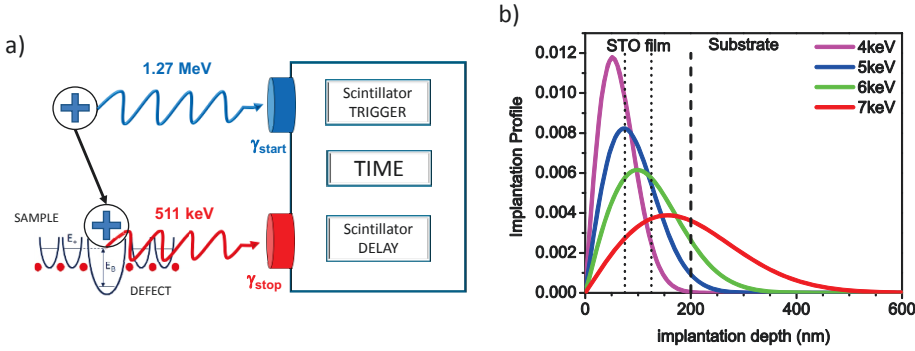 a)
1.27 MeV
Scintillator
TRIGGER
γstart
TIME
SAMPLE
511 keV
E+
EB
DEFECT
Scintillator
DELAY
γstop
b)
STO film
Substrate
4keV
5keV
6keV
7keV
Implantation Profile
0.012
0.010
0.008
0.006
0.004
0.002
0.000
0
200
400
600
implantation depth (nm)